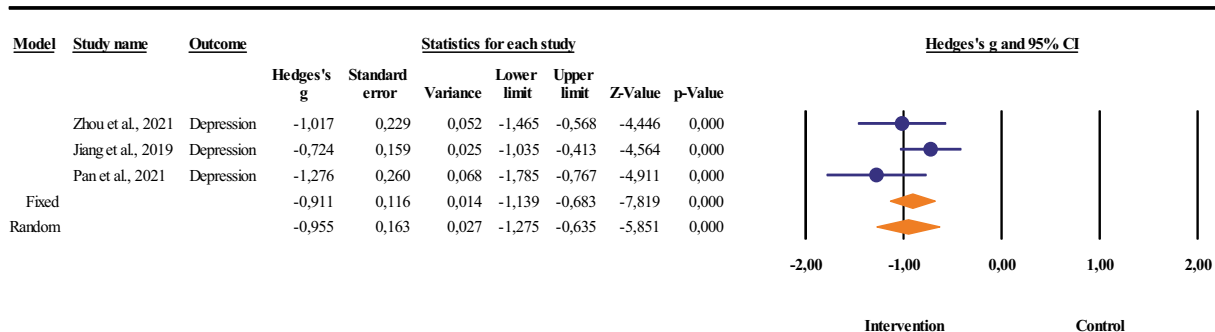 Model Study name Outcome Statistics for each study Hedges's g and 95% CI
Hedges's Standard Lower Upper
g error Variance limit limit Z-Value p-Value
Zhou et al., 2021 Depression -1,017 0,229 0,052 -1,465 -0,568 -4,446 0,000
Jiang et al., 2019 Depression -0,724 0,159 0,025 -1,035 -0,413 -4,564 0,000
Pan et al., 2021 Depression -1,276 0,260 0,068 -1,785 -0,767 -4,911 0,000
Fixed -0,911 0,116 0,014 -1,139 -0,683 -7,819 0,000
Random -0,955 0,163 0,027 -1,275 -0,635 -5,851 0,000
-2,00 -1,00 0,00 1,00 2,00
Intervention Control